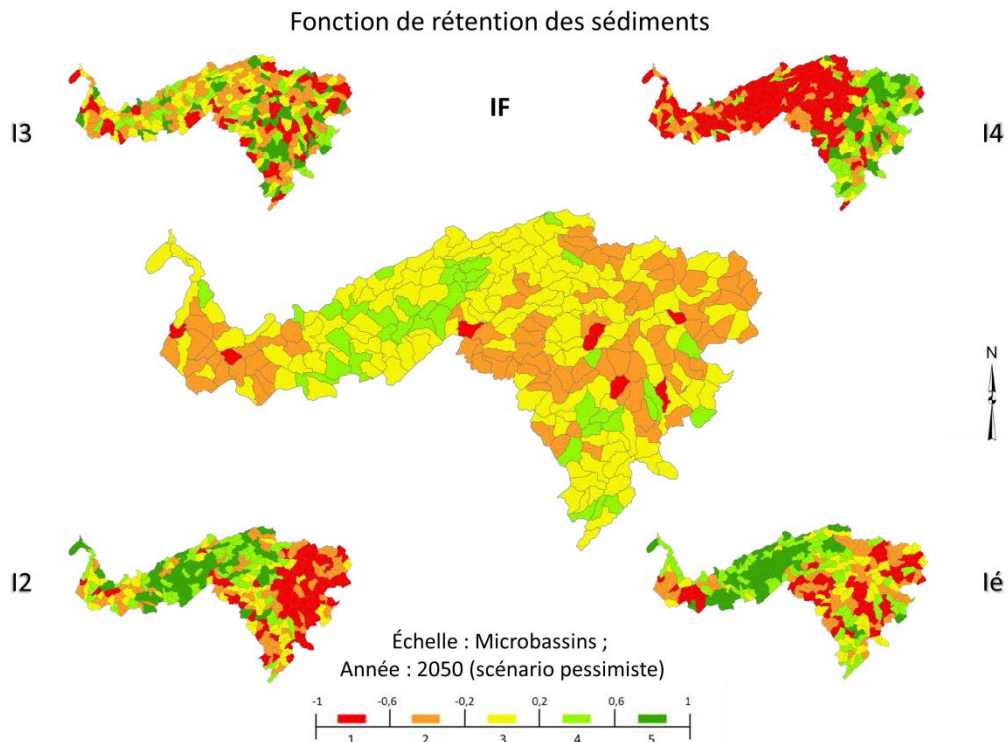 Fonction de rétention des sédiments
I3
IF
I4
N
I2
Ié
Échelle : Microbassins ;
Année : 2050 (scénario pessimiste)
-1 -0,6 -0,2 0,2 0,6 1
1 2 3 4 5